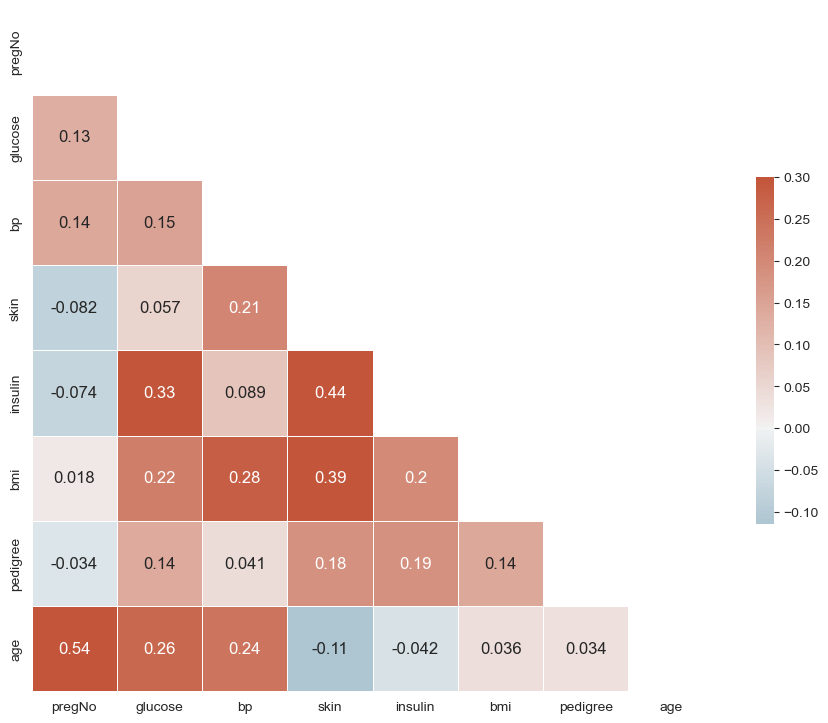 pregNo
glucose 0.13
bp 0.14 0.15
skin -0.082 0.057 0.21
insulin -0.074 0.33 0.089 0.44
bmi 0.018 0.22 0.28 0.39 0.2
pedigree -0.034 0.14 0.041 0.18 0.19 0.14
age 0.54 0.26 0.24 -0.11 -0.042 0.036 0.034
pregNo glucose bp skin insulin bmi pedigree age
0.30
0.25
0.20
0.15
0.10
0.05
0.00
−0.05
−0.10